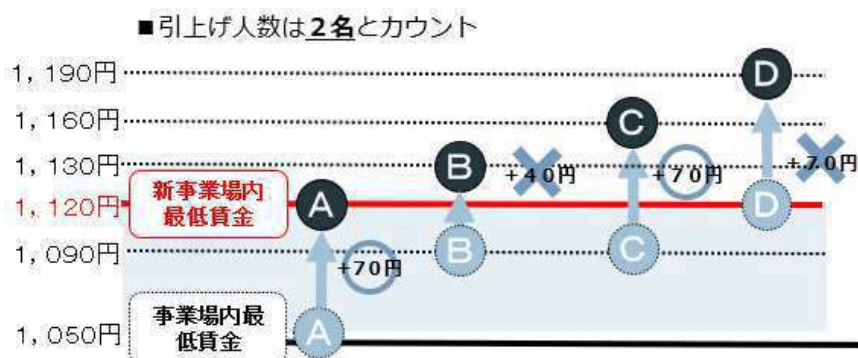 ■引上げ人数は2名とカウント
1, 190円
D
1, 160円
C
1, 130円
B
+40円
+70円
+70円
新事業場内
最低賃金
1, 120円
A
D
1, 090円
B
C
+70円
事業場内最
低賃金
1, 050円
A